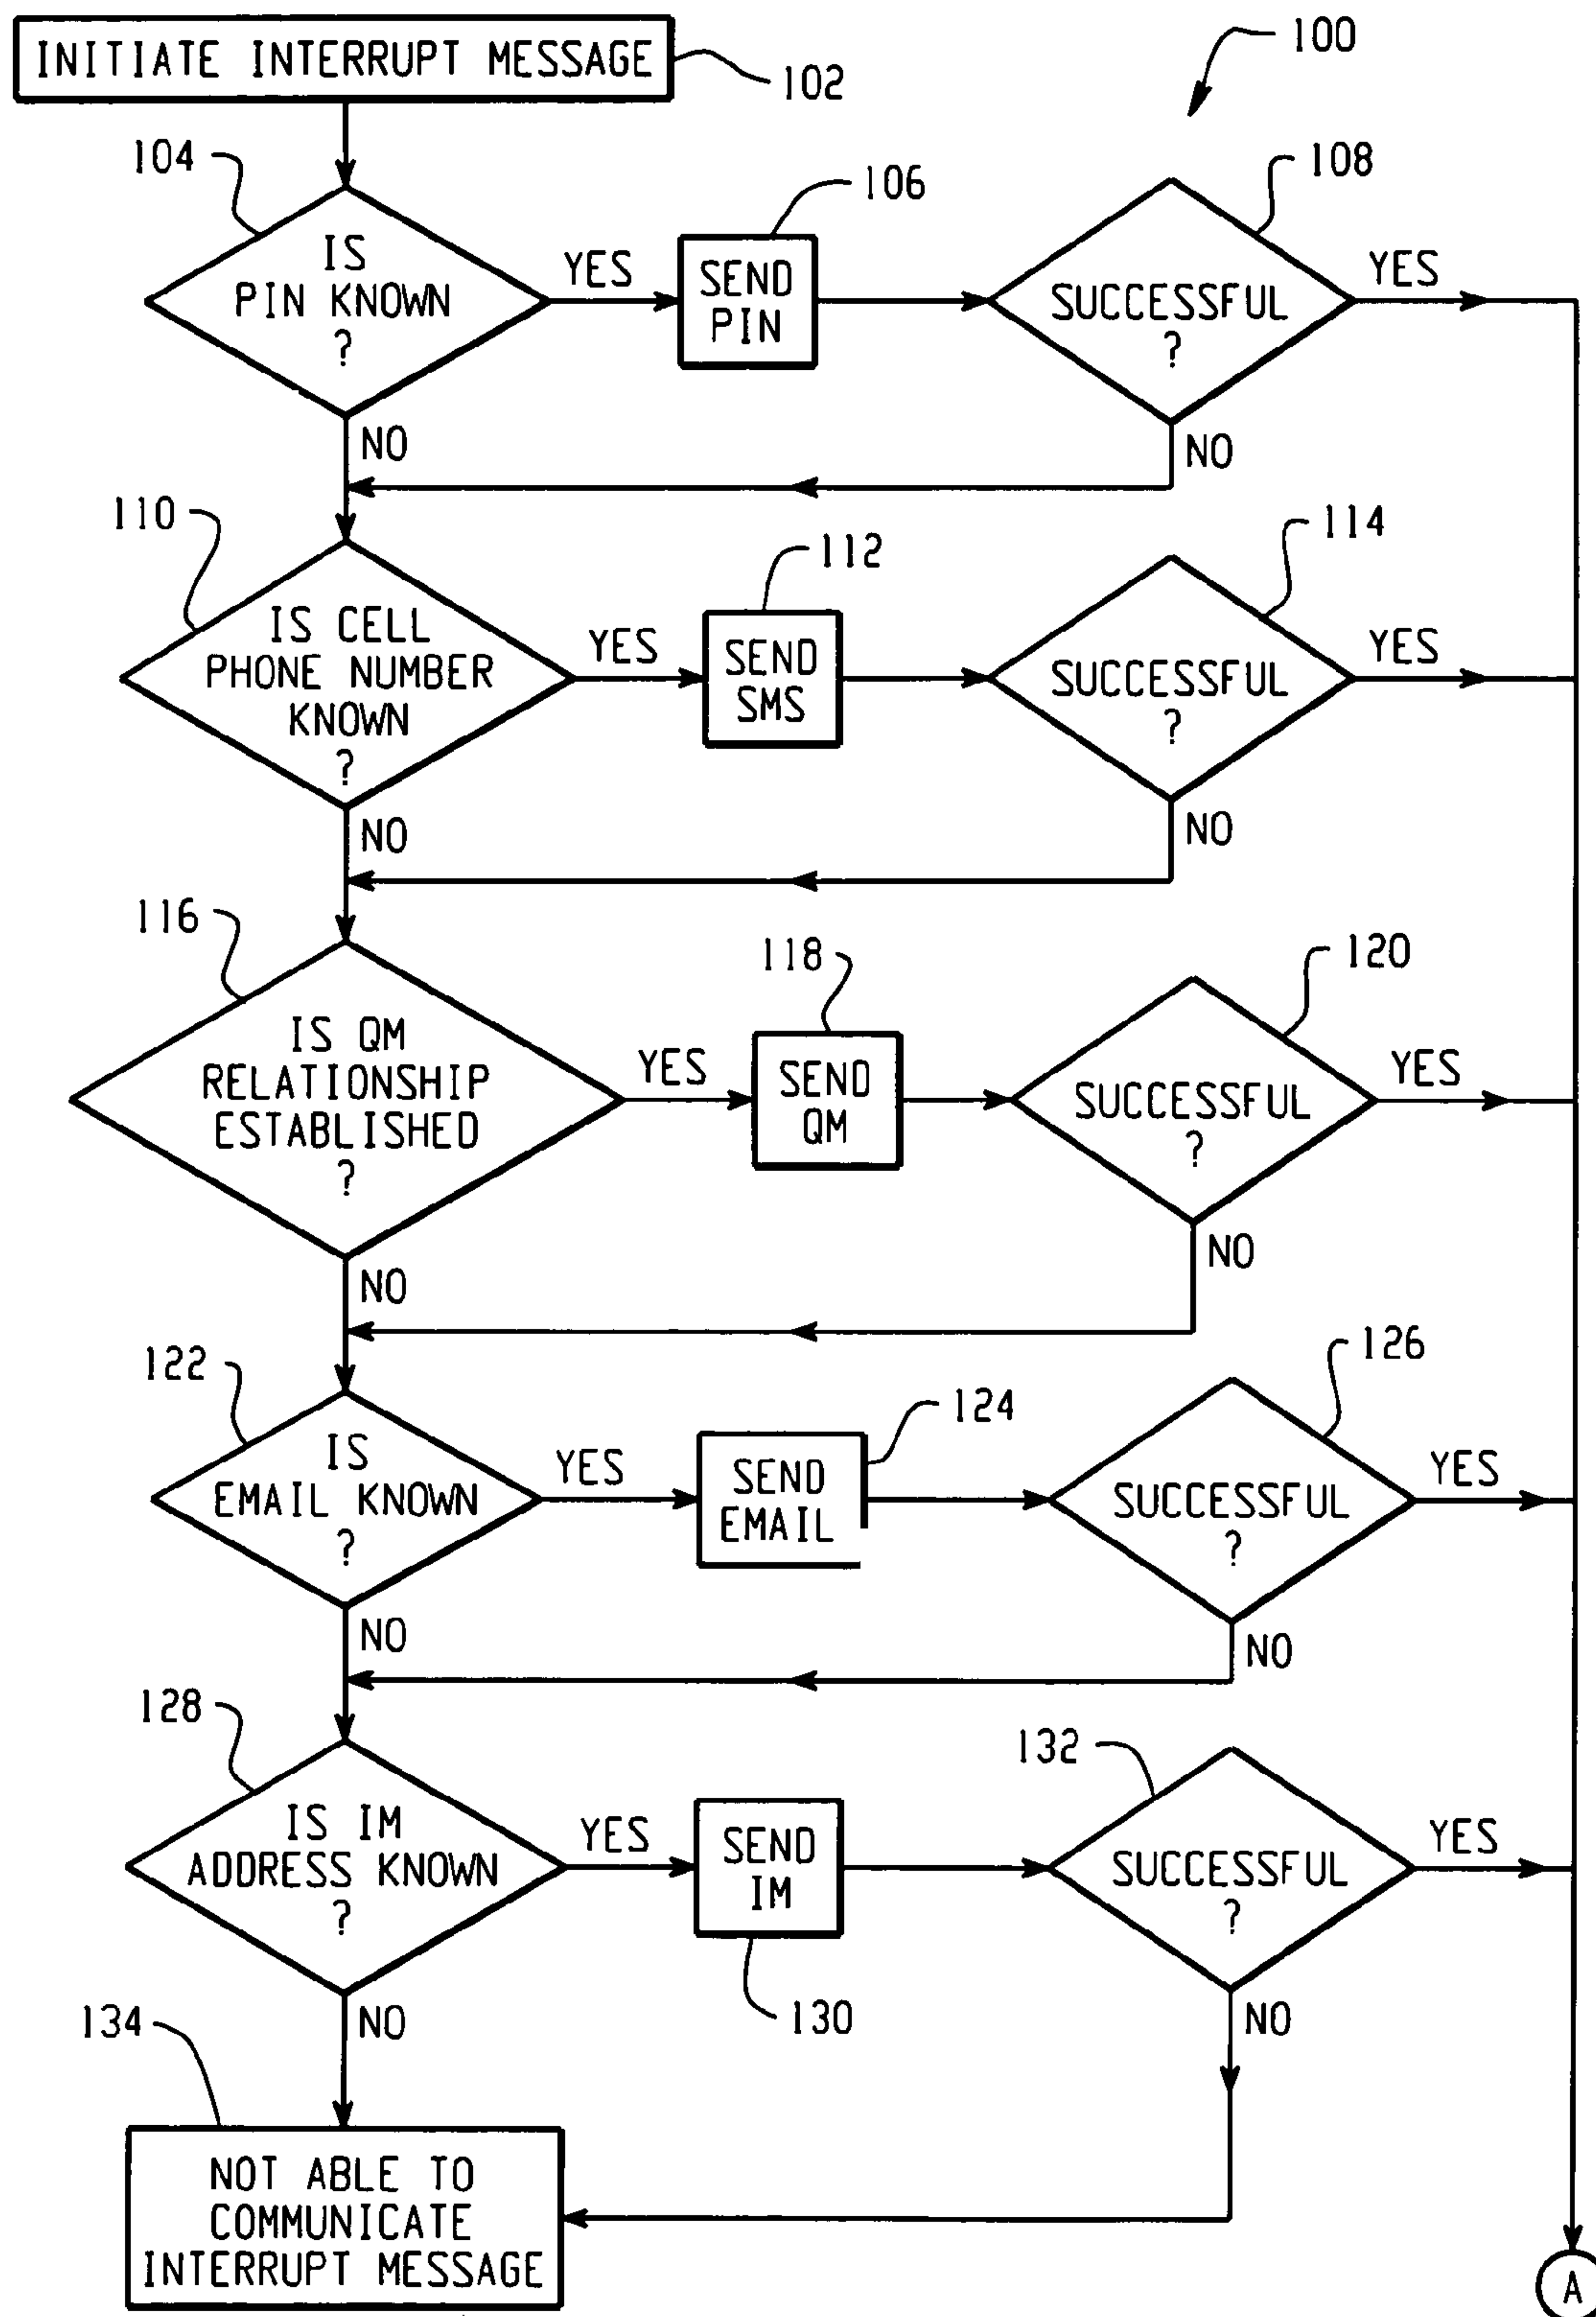 INITIATE INTERRUPT MESSAGE
102
100
104
IS
PIN KNOWN
?
YES
NO
106
SEND
PIN
108
SUCCESSFUL
?
YES
NO
110
IS CELL
PHONE NUMBER
KNOWN
?
YES
NO
112
SEND
SMS
114
SUCCESSFUL
?
YES
NO
116
IS QM
RELATIONSHIP
ESTABLISHED
?
YES
NO
118
SEND
QM
120
SUCCESSFUL
?
YES
NO
122
IS
EMAIL KNOWN
?
YES
NO
124
SEND
EMAIL
126
SUCCESSFUL
?
YES
NO
128
IS IM
ADDRESS KNOWN
?
YES
NO
SEND
IM
130
132
SUCCESSFUL
?
YES
NO
134
NOT ABLE TO
COMMUNICATE
INTERRUPT MESSAGE
A